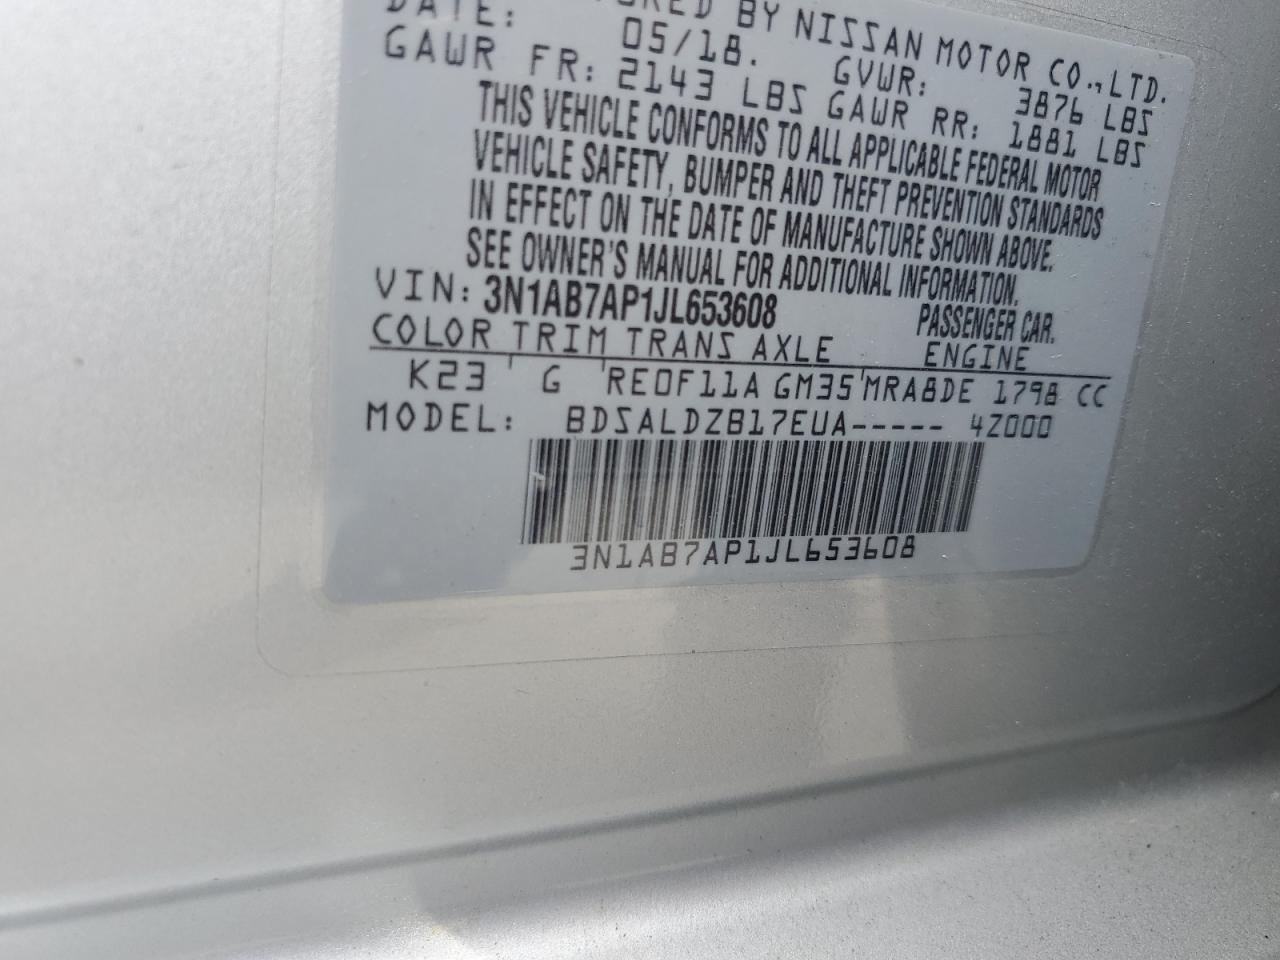 DATE: BY NISSAN MOTOR CO.,LTD.
05/18. GVWR: 3876 LBS
GAWR FR: 2143 LBS GAWR RR: 1881 LBS
THIS VEHICLE CONFORMS TO ALL APPLICABLE FEDERAL MOTOR
VEHICLE SAFETY, BUMPER AND THEFT PREVENTION STANDARDS
IN EFFECT ON THE DATE OF MANUFACTURE SHOWN ABOVE.
SEE OWNER'S MANUAL FOR ADDITIONAL INFORMATION.
VIN: 3N1AB7AP1JL653608 PASSENGER CAR.
COLOR TRIM TRANS AXLE ENGINE
K23 G RE0F11A GM35 MRA8DE 1798 CC
MODEL: BDSALDZB17EUA----- 4Z000
3N1AB7AP1JL653608